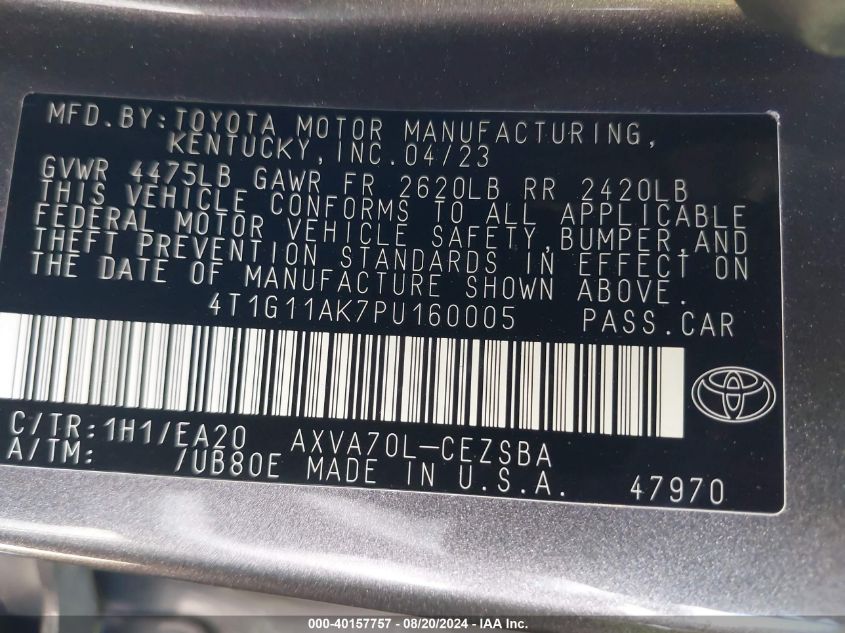 MFD. BY: TOYOTA MOTOR MANUFACTURING,
KENTUCKY, INC. 04/23
GVWR 4475LB GAWR FR 2620LB RR 2420LB
THIS VEHICLE CONFORMS TO ALL APPLICABLE
FEDERAL MOTOR VEHICLE SAFETY, BUMPER, AND
THEFT PREVENTION STANDARDS IN EFFECT ON
THE DATE OF MANUFACTURE SHOWN ABOVE.
4T1G11AK7PU160005 PASS. CAR
C/TR: 1H1/EA20 AXVA70L-CEZSBA
A/TM: /UB80E MADE IN U.S.A. 47970
000-40157757 - 08/20/2024 - IAA Inc.